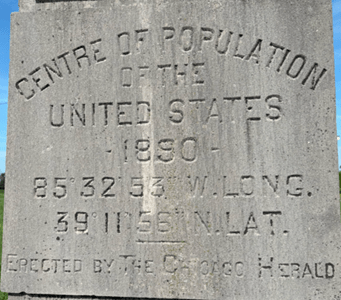 CENTRE OF POPULATION
OF THE
UNITED STATES
- 1890 -
85° 32' 53" W. LONG.
39° 11' 56" N. LAT.
ERECTED BY THE CHICAGO HERALD